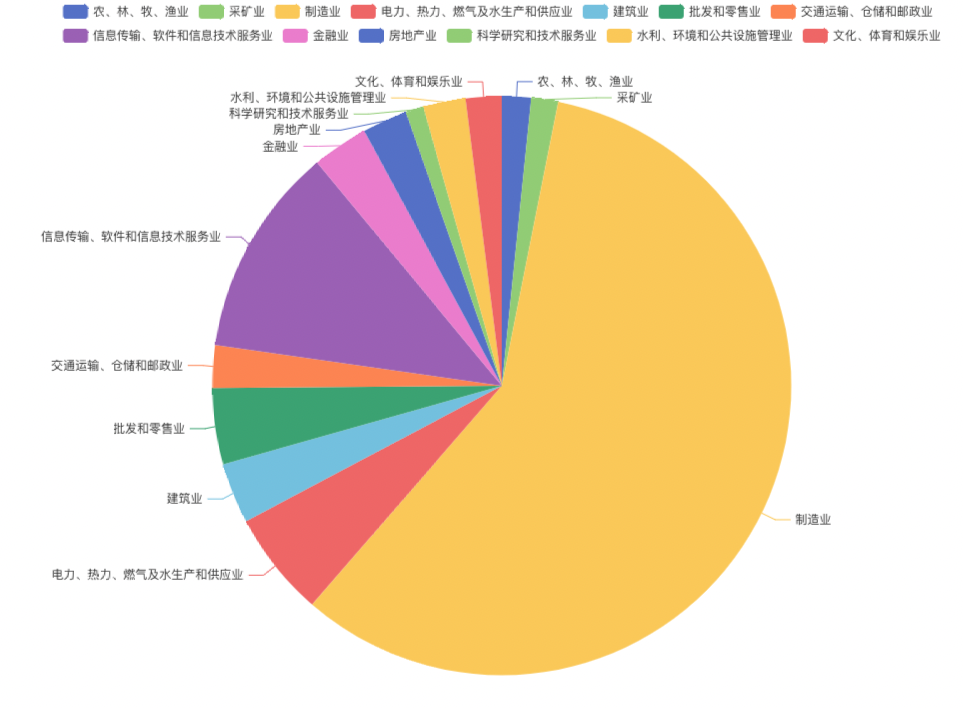 农、林、牧、渔业 采矿业 制造业 电力、热力、燃气及水生产和供应业 建筑业 批发和零售业 交通运输、仓储和邮政业
信息传输、软件和信息技术服务业 金融业 房地产业 科学研究和技术服务业 水利、环境和公共设施管理业 文化、体育和娱乐业
文化、体育和娱乐业 农、林、牧、渔业
水利、环境和公共设施管理业 采矿业
科学研究和技术服务业
房地产业
金融业
信息传输、软件和信息技术服务业
交通运输、仓储和邮政业
批发和零售业
建筑业
制造业
电力、热力、燃气及水生产和供应业